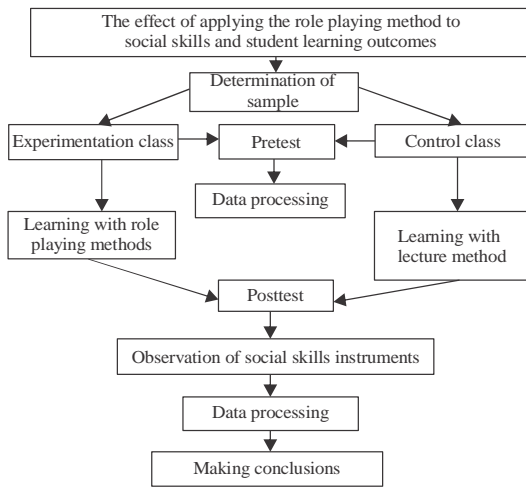 The effect of applying the role playing method to
social skills and student learning outcomes
Determination of
sample
Experimentation class
Pretest
Control class
Data processing
Learning with role
playing methods
Learning with
lecture method
Posttest
Observation of social skills instruments
Data processing
Making conclusions